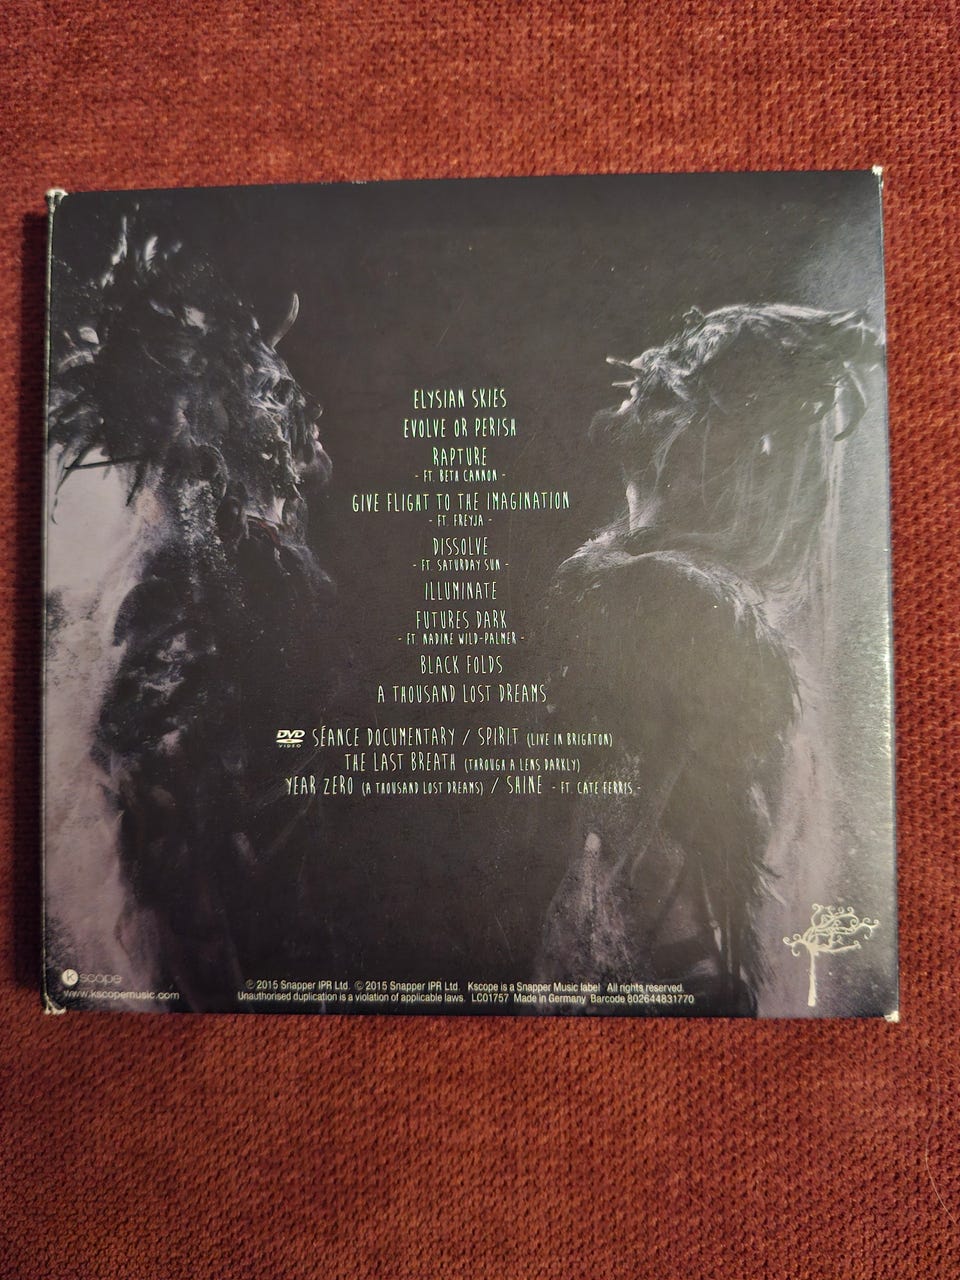 ELYSIAN SKIES
EVOLVE OR PERISH
RAPTURE
- FT. BETH CANNON -
GIVE FLIGHT TO THE IMAGINATION
- FT. FREYJA -
DISSOLVE
- FT. SATURDAY SUN -
ILLUMINATE
FUTURES DARK
- FT. NADINE WILD-PALMER -
BLACK FOLDS
A THOUSAND LOST DREAMS
DVD VIDEO SÉANCE DOCUMENTARY / SPIRIT (LIVE IN BRIGHTON)
THE LAST BREATH (THROUGH A LENS DARKLY)
YEAR ZERO (A THOUSAND LOST DREAMS) / SHINE - FT. CATE FERRIS -
kscope
www.kscopemusic.com
℗ 2015 Snapper IPR Ltd. © 2015 Snapper IPR Ltd. Kscope is a Snapper Music label All rights reserved.
Unauthorised duplication is a violation of applicable laws. LC01757 Made in Germany Barcode 802644831770